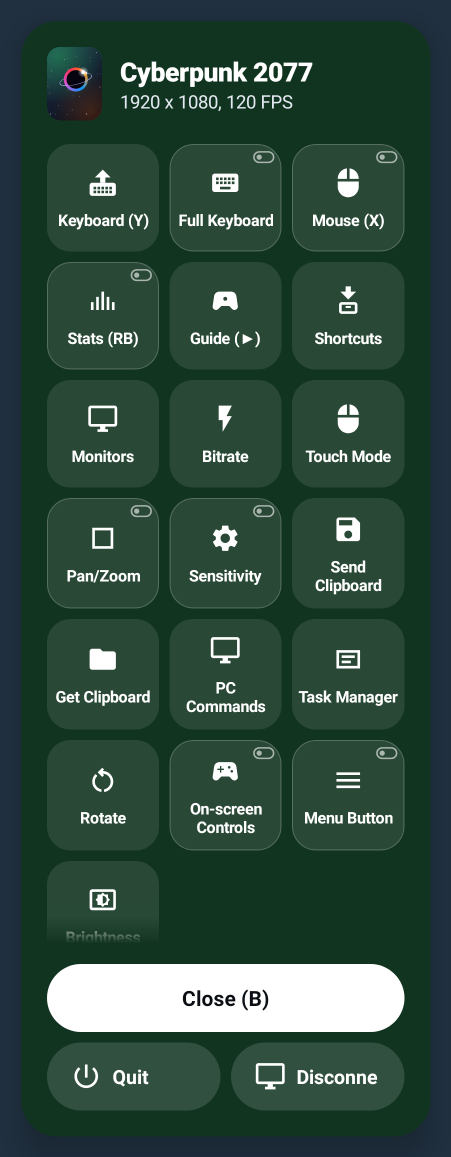 Cyberpunk 2077
1920 x 1080, 120 FPS
Keyboard (Y)
Full Keyboard
Mouse (X)
Stats (RB)
Guide (►)
Shortcuts
Monitors
Bitrate
Touch Mode
Pan/Zoom
Sensitivity
Send
Clipboard
Get Clipboard
PC
Commands
Task Manager
Rotate
On-screen
Controls
Menu Button
Brightness
Close (B)
Quit
Disconne